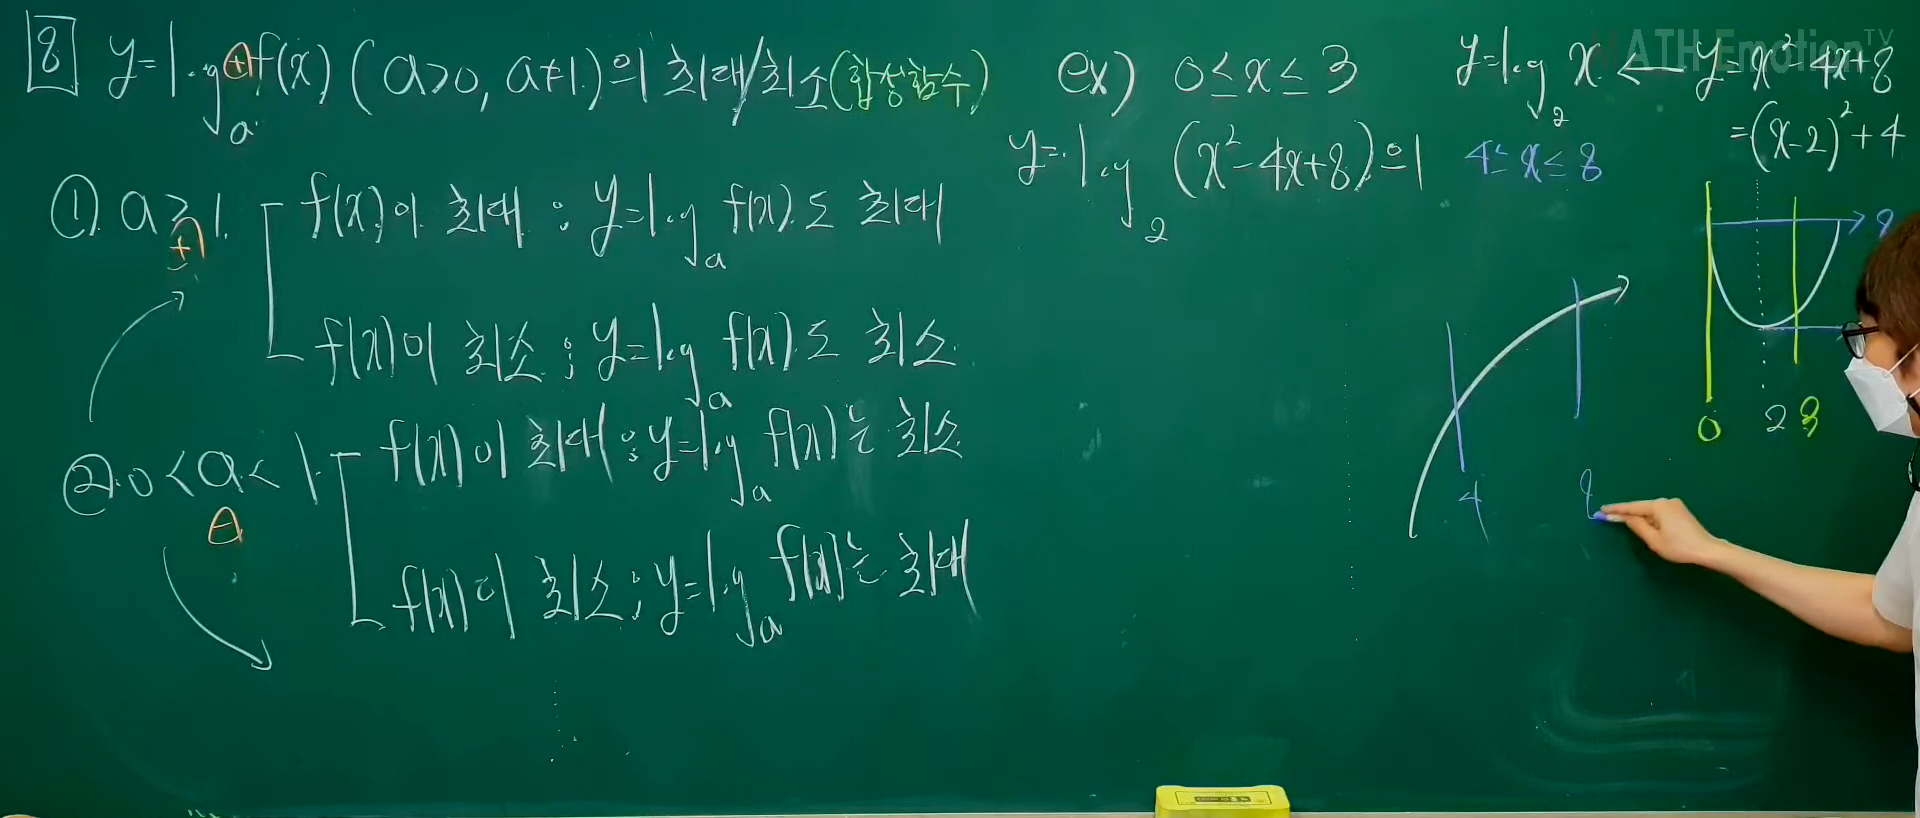 8 y=log_a f(x) (a>0, a≠1)의 최대/최소(합성함수)
+
① a>1
+
f(x)이 최대 ; y=log_a f(x)도 최대
f(x)이 최소 ; y=log_a f(x)도 최소
② 0<a<1
-
f(x)이 최대 ; y=log_a f(x)는 최소
f(x)이 최소 ; y=log_a f(x)는 최대
ex) 0≤x≤3
y=log_2 (x²-4x+8)의
y=log_2 x ← y=x²-4x+8
=(x-2)²+4
4≤x≤8
8
0 2 3
4 8
MATH EmotionTV